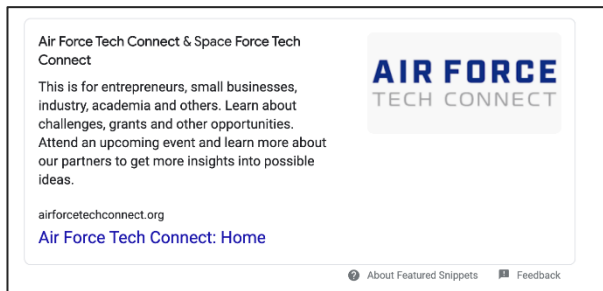 Air Force Tech Connect & Space Force Tech
Connect
This is for entrepreneurs, small businesses,
industry, academia and others. Learn about
challenges, grants and other opportunities.
Attend an upcoming event and learn more about
our partners to get more insights into possible
ideas.
airforcetechconnect.org
Air Force Tech Connect: Home
AIR FORCE
TECH CONNECT
About Featured Snippets
Feedback